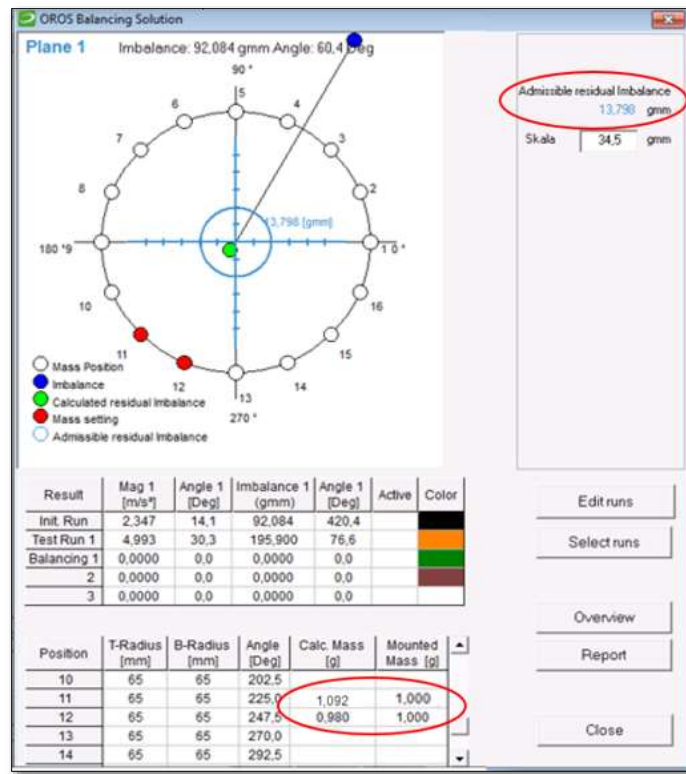 OROS Balancing Solution
Plane 1 Imbalance: 92,084 gmm Angle: 60,4 Deg
90 °
5
4
3
2
1 0 °
16
15
14
13
270 °
12
11
10
180 °9
8
7
6
13,798 [gmm]
Mass Position
Imbalance
Calculated residual Imbalance
Mass setting
Admissible residual Imbalance
Admissible residual Imbalance
13,798 gmm
Skala 34,5 gmm
Result Mag 1 [m/s²] Angle 1 [Deg] Imbalance 1 (gmm) Angle 1 [Deg] Active Color
Init. Run 2,347 14,1 92,084 420,4
Test Run 1 4,993 30,3 195,900 76,6
Balancing 1 0,0000 0,0 0,0000 0,0
2 0,0000 0,0 0,0000 0,0
3 0,0000 0,0 0,0000 0,0
Edit runs
Select runs
Overview
Report
Close
Position T-Radius [mm] B-Radius [mm] Angle [Deg] Calc. Mass [g] Mounted Mass [g]
10 65 65 202,5
11 65 65 225,0 1,092 1,000
12 65 65 247,5 0,980 1,000
13 65 65 270,0
14 65 65 292,5